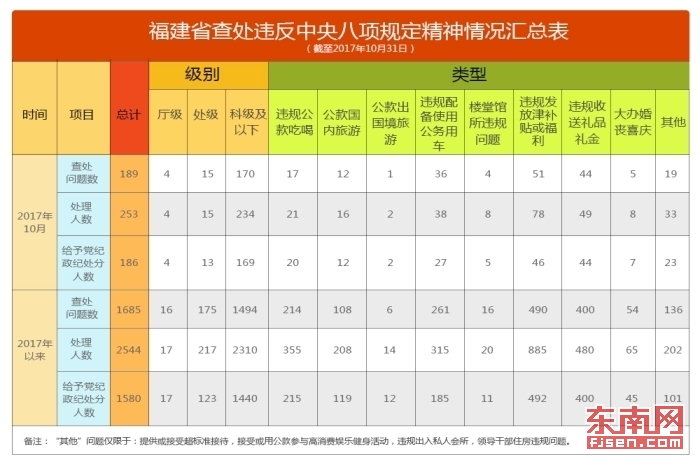 福建省查处违反中央八项规定精神情况汇总表
(截至2017年10月31日)
时间 项目 总计 级别 类型
厅级 处级 科级及以下 违规公款吃喝 公款国内旅游 公款出国境旅游 违规配备使用公务用车 楼堂馆所违规问题 违规发放津补贴或福利 违规收送礼品礼金 大办婚丧喜庆 其他
2017年10月 查处问题数 189 4 15 170 17 12 1 36 4 51 44 5 19
处理人数 253 4 15 234 21 16 2 38 8 78 49 8 33
给予党纪政纪处分人数 186 4 13 169 20 12 2 27 5 46 44 7 23
2017年以来 查处问题数 1685 16 175 1494 214 108 6 261 16 490 400 54 136
处理人数 2544 17 217 2310 355 208 14 315 20 885 480 65 202
给予党纪政纪处分人数 1580 17 123 1440 215 119 12 185 11 492 400 45 101
备注：“其他”问题仅限于：提供或接受超标准接待，接受或用公款参与高消费娱乐健身活动，违规出入私人会所，领导干部住房违规问题。
东南网
fjsen.com